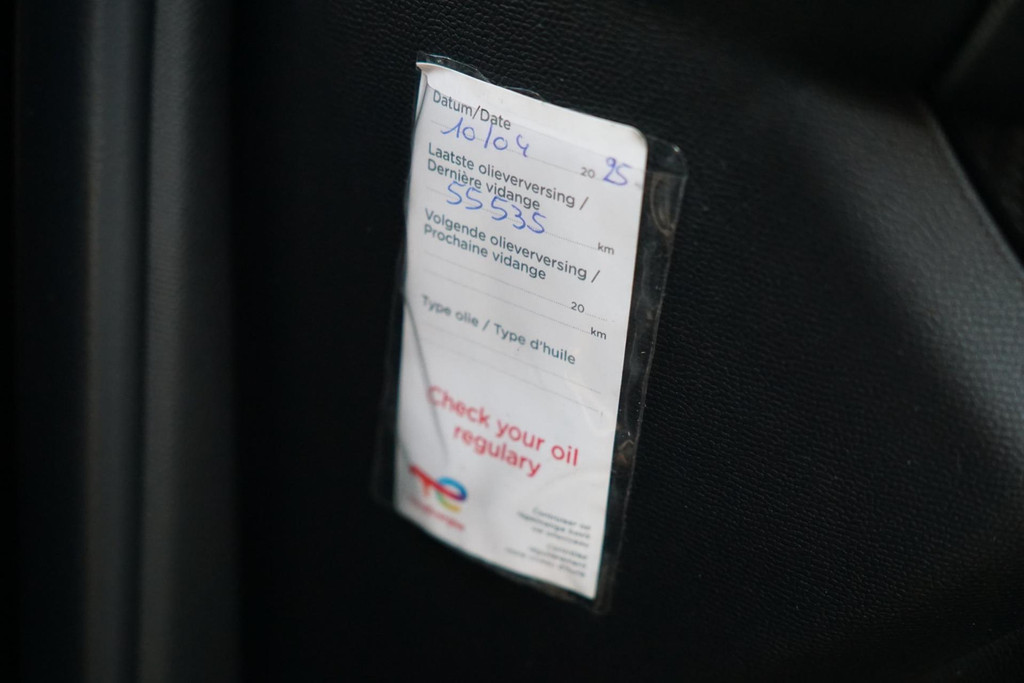 Datum/Date
10/04 20 25
Laatste olieverversing /
Dernière vidange
55535 km
Volgende olieverversing /
Prochaine vidange
20
km
Type olie / Type d'huile
Check your oil
regulary